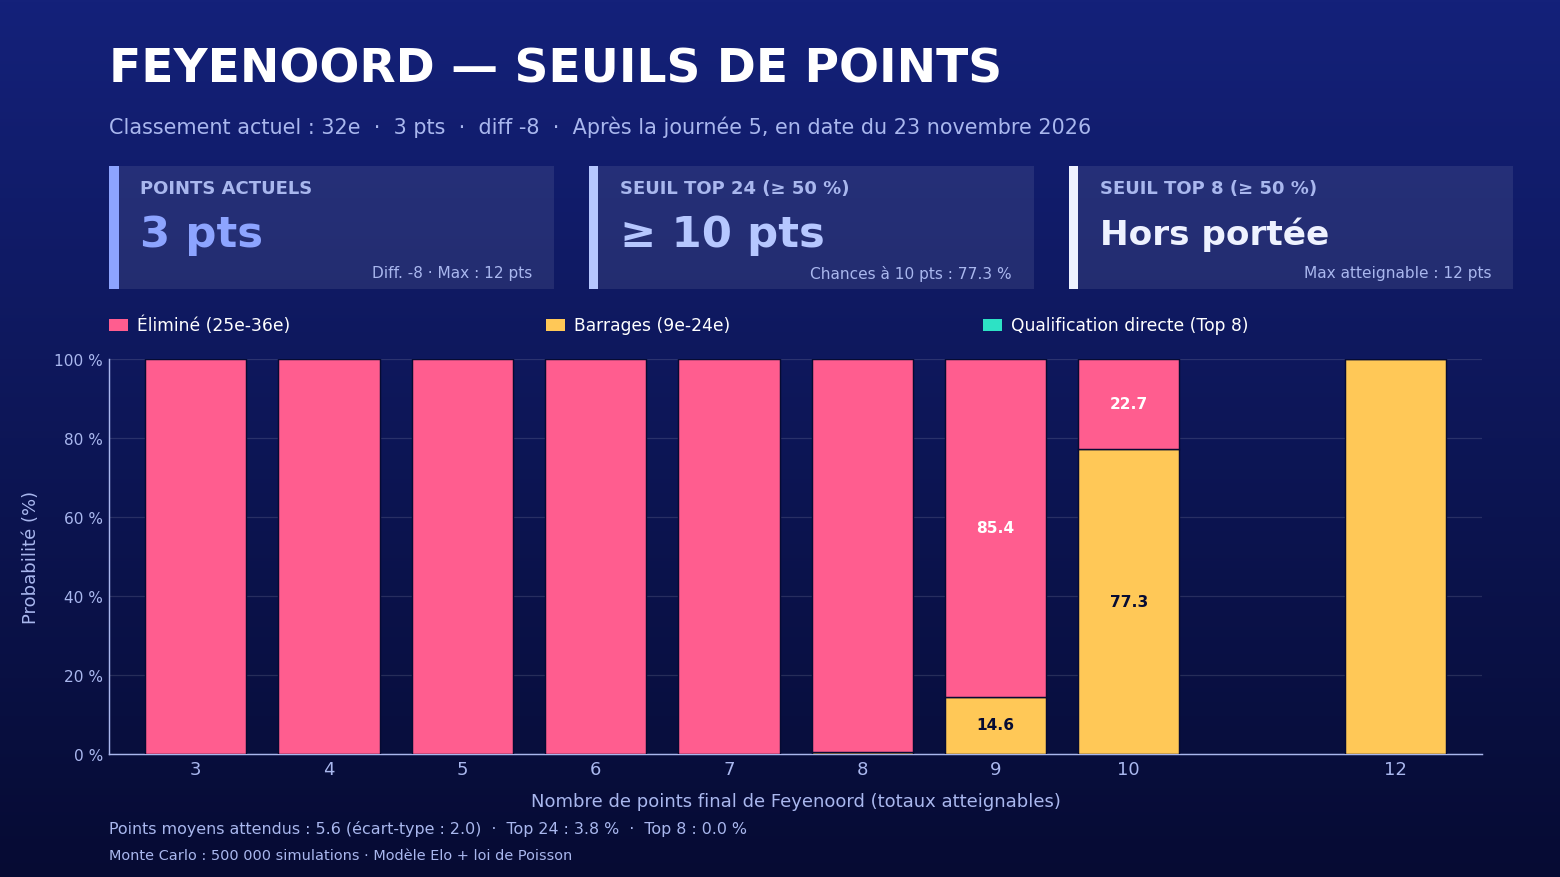 FEYENOORD — SEUILS DE POINTS
Classement actuel : 32e · 3 pts · diff -8 · Après la journée 5, en date du 23 novembre 2026
POINTS ACTUELS
3 pts
Diff. -8 · Max : 12 pts
SEUIL TOP 24 (≥ 50 %)
≥ 10 pts
Chances à 10 pts : 77.3 %
SEUIL TOP 8 (≥ 50 %)
Hors portée
Max atteignable : 12 pts
Éliminé (25e-36e)
Barrages (9e-24e)
Qualification directe (Top 8)
Probabilité (%)
100 %
80 %
60 %
40 %
20 %
0 %
85.4
14.6
22.7
77.3
3 4 5 6 7 8 9 10 12
Nombre de points final de Feyenoord (totaux atteignables)
Points moyens attendus : 5.6 (écart-type : 2.0) · Top 24 : 3.8 % · Top 8 : 0.0 %
Monte Carlo : 500 000 simulations · Modèle Elo + loi de Poisson